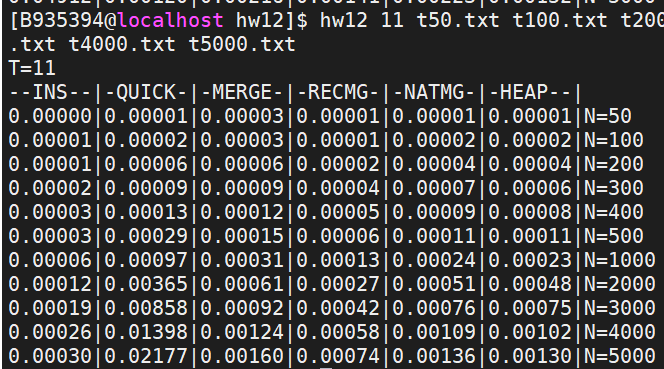 [B935394@localhost hw12]$ hw12 11 t50.txt t100.txt t200
.txt t4000.txt t5000.txt
T=11
--INS--|-QUICK-|-MERGE-|-RECMG-|-NATMG-|-HEAP--|
0.00000|0.00001|0.00003|0.00001|0.00001|0.00001|N=50
0.00001|0.00002|0.00003|0.00001|0.00002|0.00002|N=100
0.00001|0.00006|0.00006|0.00002|0.00004|0.00004|N=200
0.00002|0.00009|0.00009|0.00004|0.00007|0.00006|N=300
0.00003|0.00013|0.00012|0.00005|0.00009|0.00008|N=400
0.00003|0.00029|0.00015|0.00006|0.00011|0.00011|N=500
0.00006|0.00097|0.00031|0.00013|0.00024|0.00023|N=1000
0.00012|0.00365|0.00061|0.00027|0.00051|0.00048|N=2000
0.00019|0.00858|0.00092|0.00042|0.00076|0.00075|N=3000
0.00026|0.01398|0.00124|0.00058|0.00109|0.00102|N=4000
0.00030|0.02177|0.00160|0.00074|0.00136|0.00130|N=5000